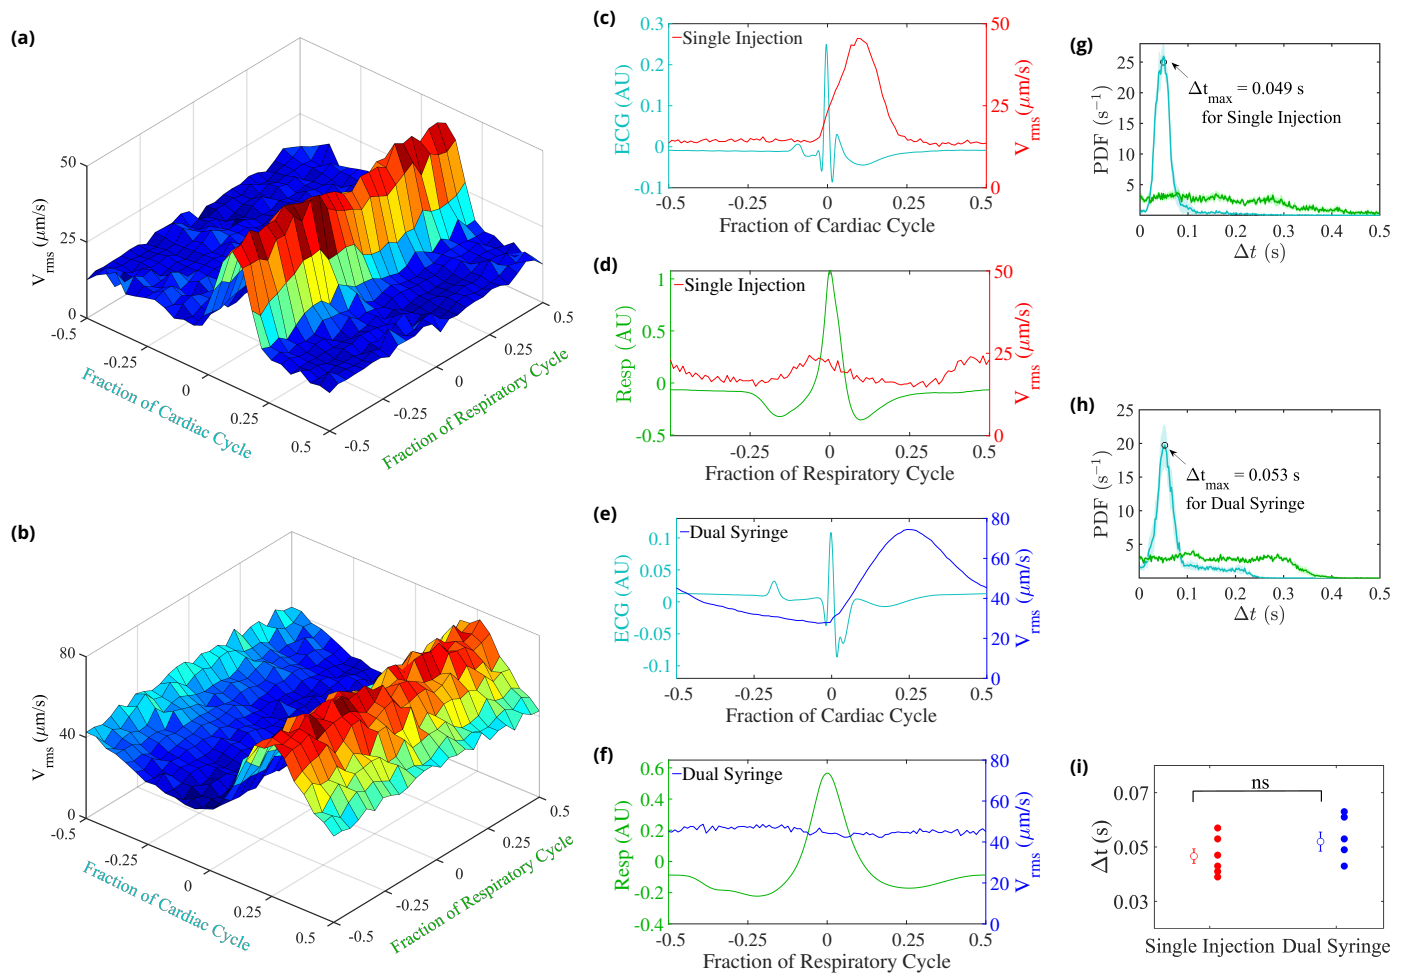 (a)
50
25
0
V_rms (μm/s)
-0.5
-0.25
0
0.25
0.5
Fraction of Cardiac Cycle
-0.5
-0.25
0
0.25
0.5
Fraction of Respiratory Cycle
(b)
80
40
0
V_rms (μm/s)
-0.5
-0.25
0
0.25
0.5
Fraction of Cardiac Cycle
-0.5
-0.25
0
0.25
0.5
Fraction of Respiratory Cycle
(c)
Single Injection
0.3
0.2
0.1
0
-0.1
ECG (AU)
50
25
0
V_rms (μm/s)
-0.5
-0.25
0
0.25
0.5
Fraction of Cardiac Cycle
(d)
Single Injection
1
0.5
0
-0.5
Resp (AU)
50
25
0
V_rms (μm/s)
-0.25
0
0.25
0.5
Fraction of Respiratory Cycle
(e)
Dual Syringe
0.1
0.05
0
-0.05
-0.1
ECG (AU)
80
60
40
20
0
V_rms (μm/s)
-0.5
-0.25
0
0.25
0.5
Fraction of Cardiac Cycle
(f)
Dual Syringe
0.6
0.4
0.2
0
-0.2
-0.4
Resp (AU)
80
60
40
20
0
V_rms (μm/s)
-0.5
-0.25
0
0.25
0.5
Fraction of Respiratory Cycle
(g)
25
20
15
10
5
PDF (s⁻¹)
Δt_max = 0.049 s
for Single Injection
0
0.1
0.2
0.3
0.4
0.5
Δt (s)
(h)
25
20
15
10
5
PDF (s⁻¹)
Δt_max = 0.053 s
for Dual Syringe
0
0.1
0.2
0.3
0.4
0.5
Δt (s)
(i)
ns
0.07
0.05
0.03
Δt (s)
Single Injection
Dual Syringe